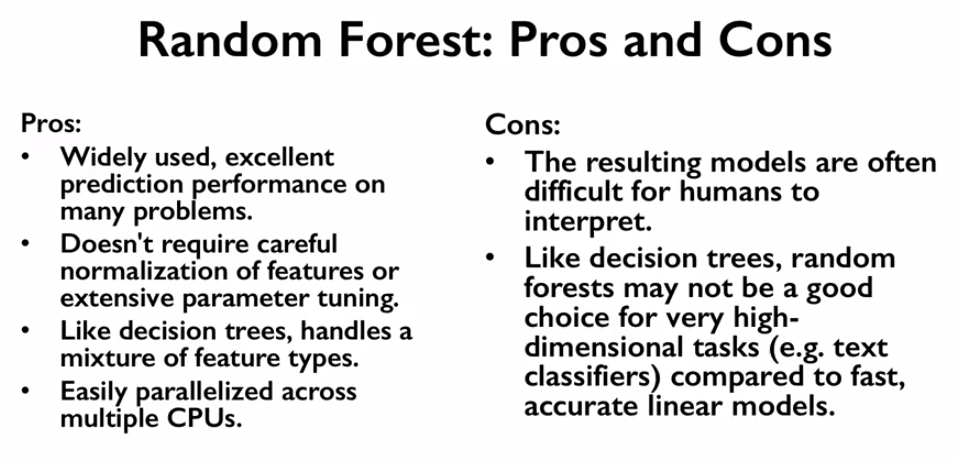 Random Forest: Pros and Cons
Pros:
• Widely used, excellent
prediction performance on
many problems.
• Doesn't require careful
normalization of features or
extensive parameter tuning.
• Like decision trees, handles a
mixture of feature types.
• Easily parallelized across
multiple CPUs.
Cons:
• The resulting models are often
difficult for humans to
interpret.
• Like decision trees, random
forests may not be a good
choice for very high-
dimensional tasks (e.g. text
classifiers) compared to fast,
accurate linear models.